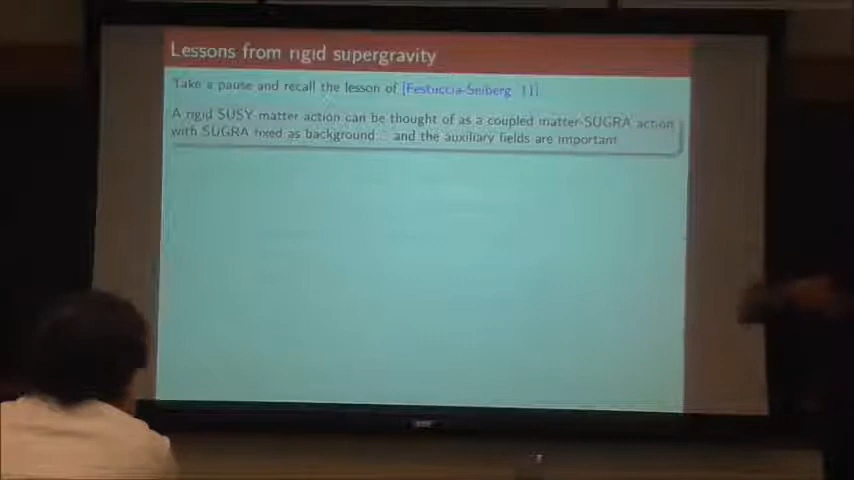 Lessons from rigid supergravity
Take a pause and recall the lesson of [Festuccia-Seiberg '11].
A rigid SUSY-matter action can be thought of as a coupled matter-SUGRA action
with SUGRA fixed as background... and the auxiliary fields are important